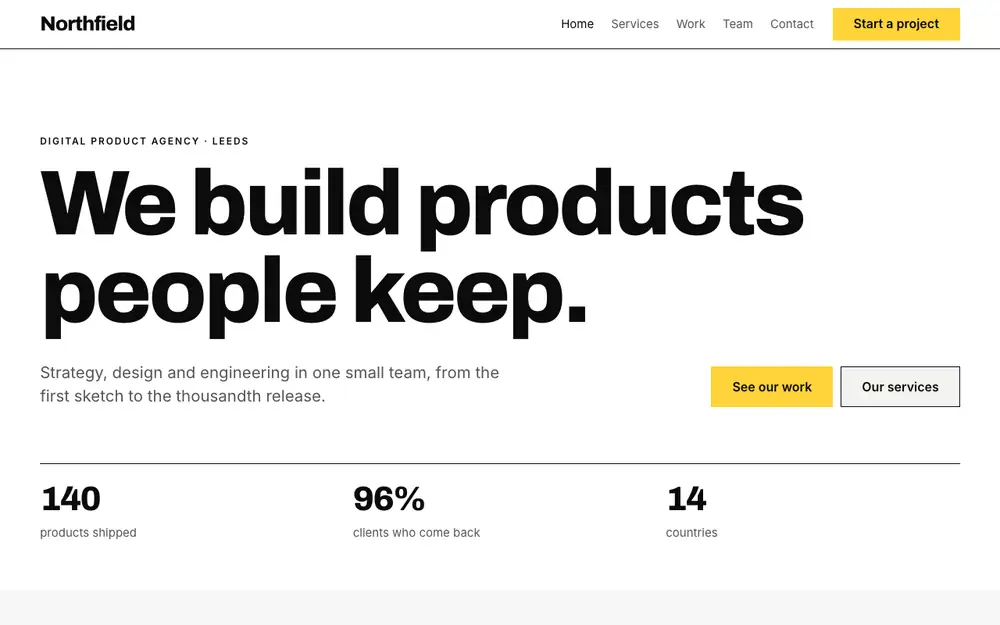 Northfield
Home Services Work Team Contact Start a project
DIGITAL PRODUCT AGENCY · LEEDS
We build products
people keep.
Strategy, design and engineering in one small team, from the
first sketch to the thousandth release.
See our work Our services
140 96% 14
products shipped clients who come back countries